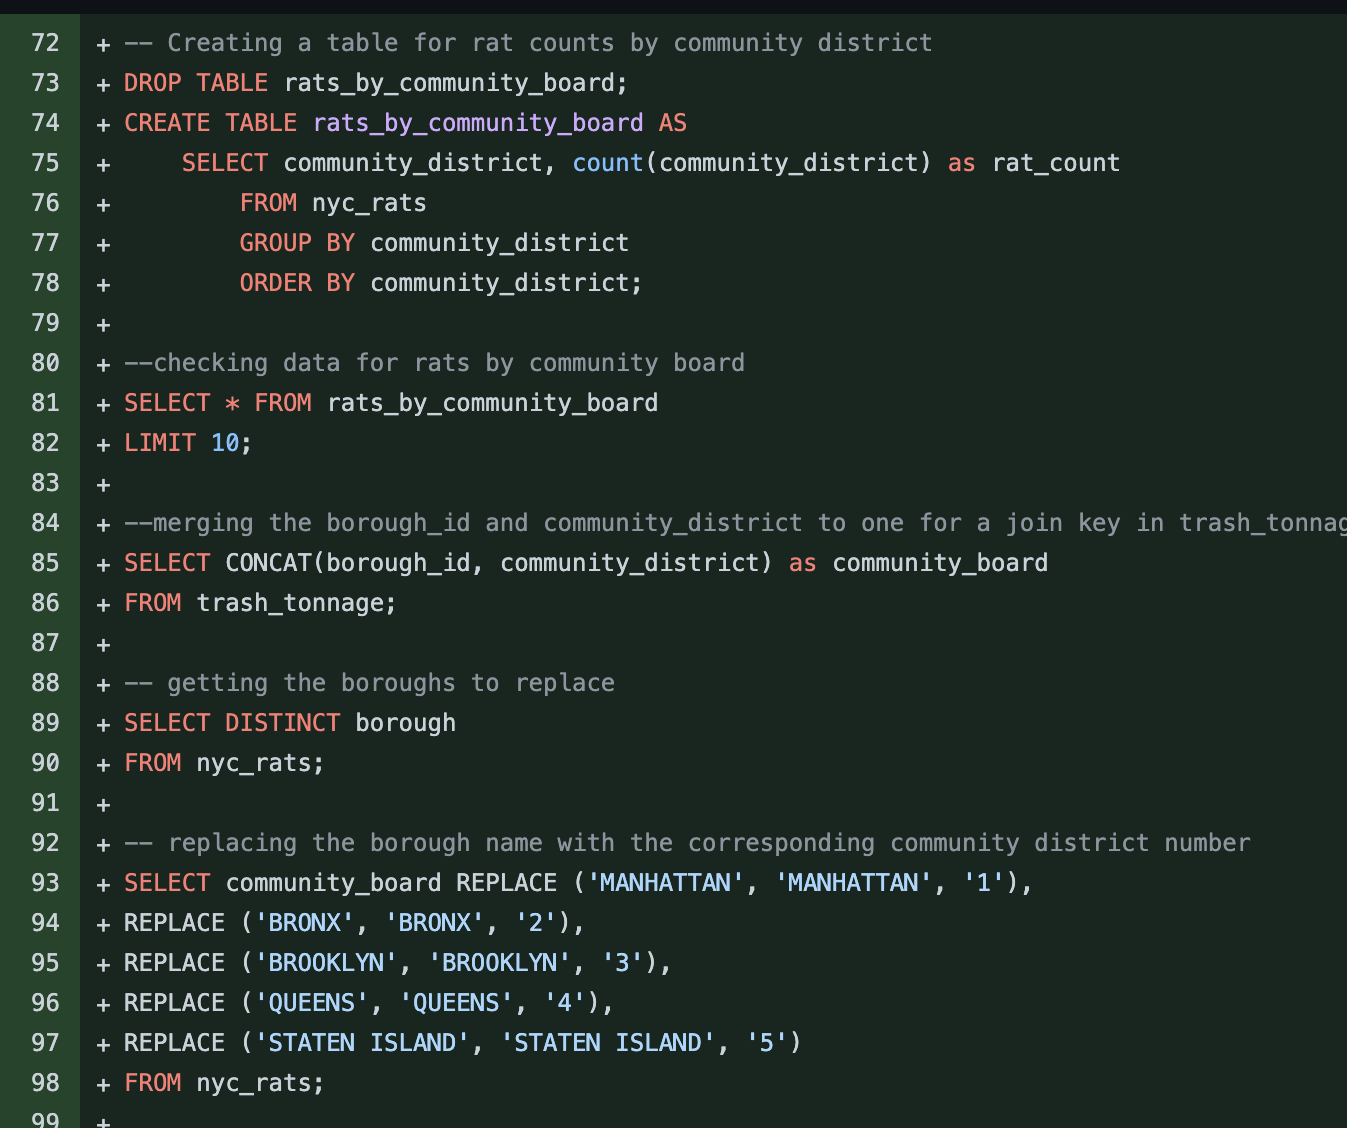 72 + -- Creating a table for rat counts by community district
73 + DROP TABLE rats_by_community_board;
74 + CREATE TABLE rats_by_community_board AS
75 +     SELECT community_district, count(community_district) as rat_count
76 +         FROM nyc_rats
77 +         GROUP BY community_district
78 +         ORDER BY community_district;
79 +
80 + --checking data for rats by community board
81 + SELECT * FROM rats_by_community_board
82 + LIMIT 10;
83 +
84 + --merging the borough_id and community_district to one for a join key in trash_tonnag
85 + SELECT CONCAT(borough_id, community_district) as community_board
86 + FROM trash_tonnage;
87 +
88 + -- getting the boroughs to replace
89 + SELECT DISTINCT borough
90 + FROM nyc_rats;
91 +
92 + -- replacing the borough name with the corresponding community district number
93 + SELECT community_board REPLACE ('MANHATTAN', 'MANHATTAN', '1'),
94 + REPLACE ('BRONX', 'BRONX', '2'),
95 + REPLACE ('BROOKLYN', 'BROOKLYN', '3'),
96 + REPLACE ('QUEENS', 'QUEENS', '4'),
97 + REPLACE ('STATEN ISLAND', 'STATEN ISLAND', '5')
98 + FROM nyc_rats;
99 +